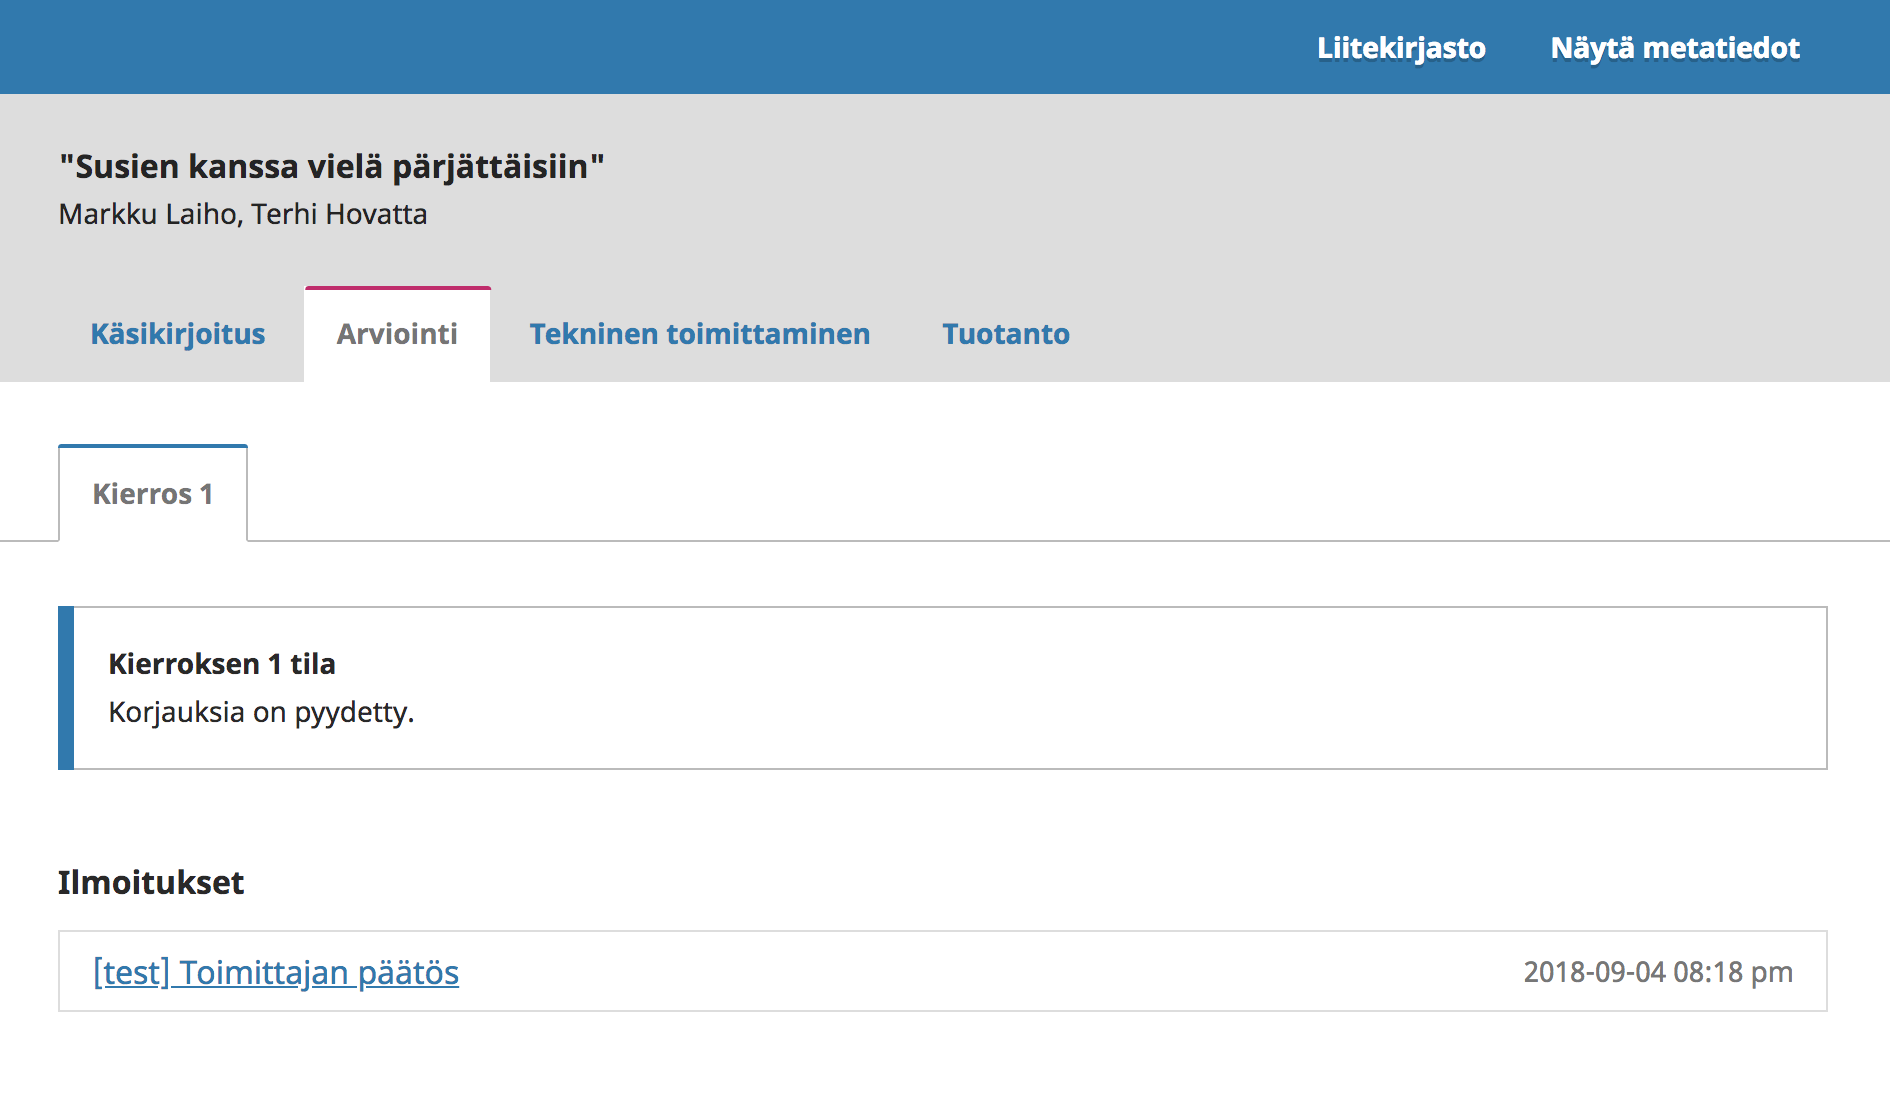 Liitekirjasto Näytä metatiedot
"Susien kanssa vielä pärjättäisiin"
Markku Laiho, Terhi Hovatta
Käsikirjoitus Arviointi Tekninen toimittaminen Tuotanto
Kierros 1
Kierroksen 1 tila
Korjauksia on pyydetty.
Ilmoitukset
[test] Toimittajan päätös 2018-09-04 08:18 pm